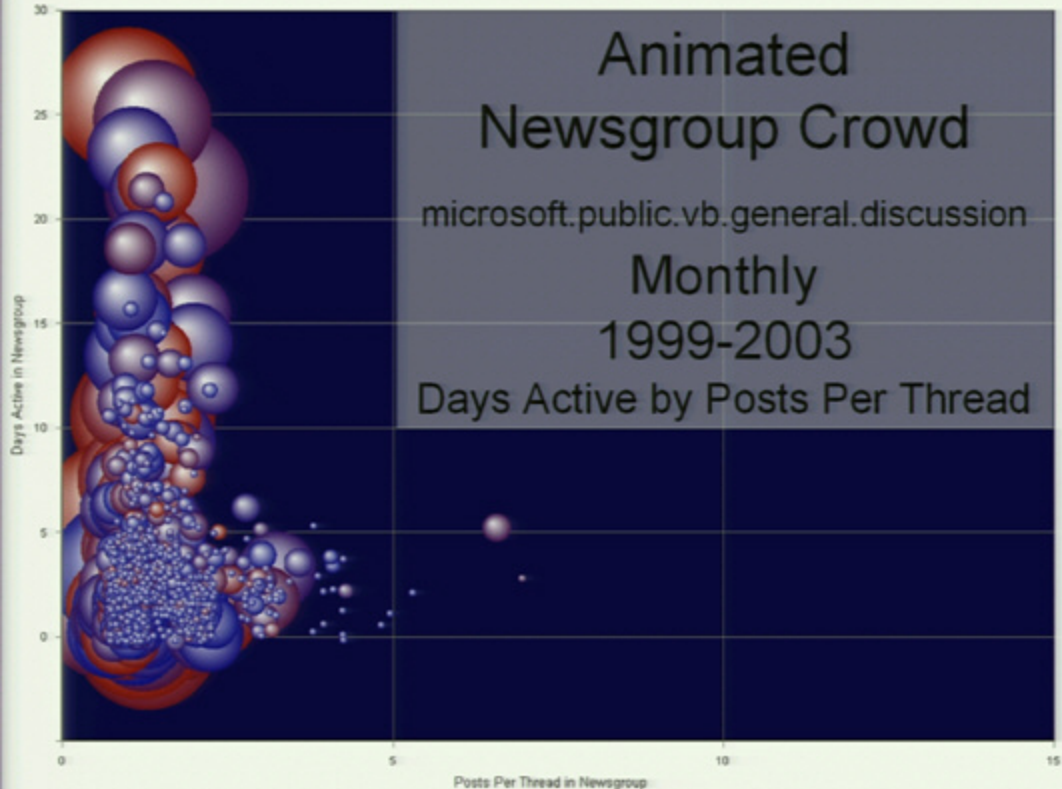 30
Animated
Newsgroup Crowd
25
microsoft.public.vb.general.discussion
20
Monthly
1999-2003
15
Days Active by Posts Per Thread
10
5
0
Days Active in Newsgroup
0 5 10 15
Posts Per Thread in Newsgroup